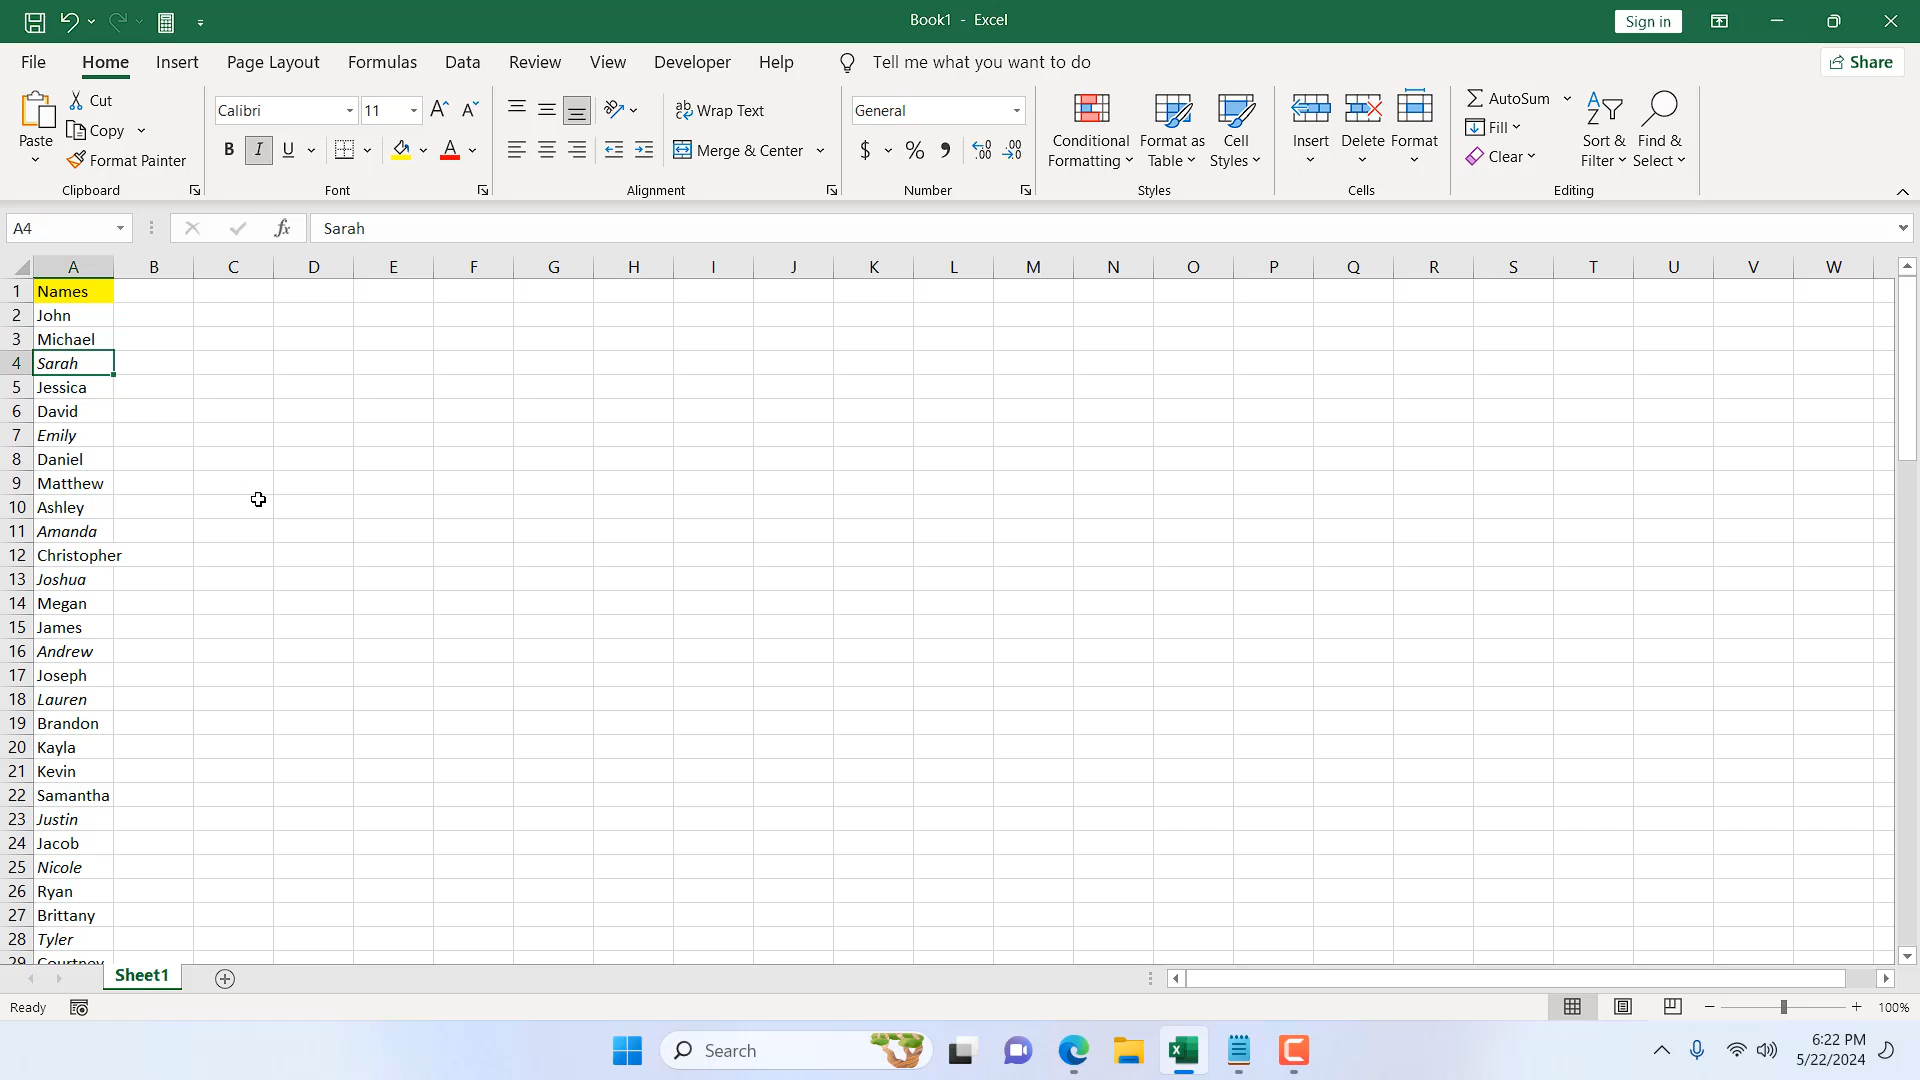 Book1 - Excel
Sign in
File Home Insert Page Layout Formulas Data Review View Developer Help Tell me what you want to do Share
Paste
Cut
Copy
Format Painter
Clipboard
Calibri 11
B I U A
Font
Wrap Text
Merge & Center
Alignment
General
$ % 9
Number
Conditional Formatting
Format as Table
Cell Styles
Styles
Insert Delete Format
Cells
AutoSum
Fill
Clear
Sort & Filter
Find & Select
Editing
A4 fx Sarah
A B C D E F G H I J K L M N O P Q R S T U V W
1 Names
2 John
3 Michael
4 Sarah
5 Jessica
6 David
7 Emily
8 Daniel
9 Matthew
10 Ashley
11 Amanda
12 Christopher
13 Joshua
14 Megan
15 James
16 Andrew
17 Joseph
18 Lauren
19 Brandon
20 Kayla
21 Kevin
22 Samantha
23 Justin
24 Jacob
25 Nicole
26 Ryan
27 Brittany
28 Tyler
29 Courtney
Sheet1
Ready 100%
Search
6:22 PM
5/22/2024